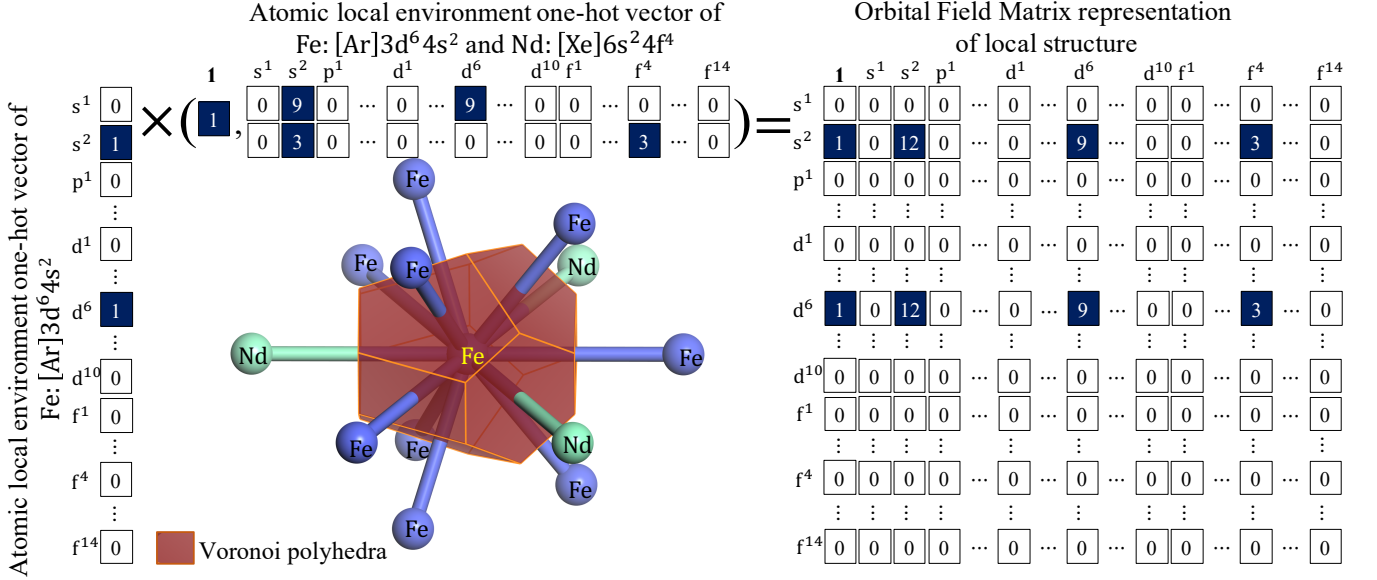 Atomic local environment one-hot vector of
Fe: [Ar]3d⁶4s² and Nd: [Xe]6s²4f⁴
Orbital Field Matrix representation
of local structure
Atomic local environment one-hot vector of
Fe: [Ar]3d⁶4s²
1 s¹ s² p¹ d¹ d⁶ d¹⁰ f¹ f⁴ f¹⁴
s¹ 0
s² 1
p¹ 0
⋮
d¹ 0
⋮
d⁶ 1
⋮
d¹⁰ 0
f¹ 0
⋮
f⁴ 0
⋮
f¹⁴ 0
×(1,
0 9 0 ... 0 ... 9 ... 0 0 ... 0 ... 0
0 3 0 ... 0 ... 0 ... 0 0 ... 3 ... 0
)=
1 s¹ s² p¹ d¹ d⁶ d¹⁰ f¹ f⁴ f¹⁴
s¹ 0 0 0 0 ... 0 ... 0 ... 0 0 ... 0 ... 0
s² 1 0 12 0 ... 0 ... 9 ... 0 0 ... 3 ... 0
p¹ 0 0 0 0 ... 0 ... 0 ... 0 0 ... 0 ... 0
⋮ ⋮ ⋮ ⋮ ⋮ ⋮ ⋮ ⋮ ⋮ ⋮
d¹ 0 0 0 0 ... 0 ... 0 ... 0 0 ... 0 ... 0
⋮ ⋮ ⋮ ⋮ ⋮ ⋮ ⋮ ⋮ ⋮ ⋮
d⁶ 1 0 12 0 ... 0 ... 9 ... 0 0 ... 3 ... 0
⋮ ⋮ ⋮ ⋮ ⋮ ⋮ ⋮ ⋮ ⋮ ⋮
d¹⁰ 0 0 0 0 ... 0 ... 0 ... 0 0 ... 0 ... 0
f¹ 0 0 0 0 ... 0 ... 0 ... 0 0 ... 0 ... 0
⋮ ⋮ ⋮ ⋮ ⋮ ⋮ ⋮ ⋮ ⋮ ⋮
f⁴ 0 0 0 0 ... 0 ... 0 ... 0 0 ... 0 ... 0
⋮ ⋮ ⋮ ⋮ ⋮ ⋮ ⋮ ⋮ ⋮ ⋮
f¹⁴ 0 0 0 0 ... 0 ... 0 ... 0 0 ... 0 ... 0
Fe
Fe
Fe
Fe
Nd
Nd
Fe
Fe
Fe
Fe
Nd
Fe
Fe
Voronoi polyhedra